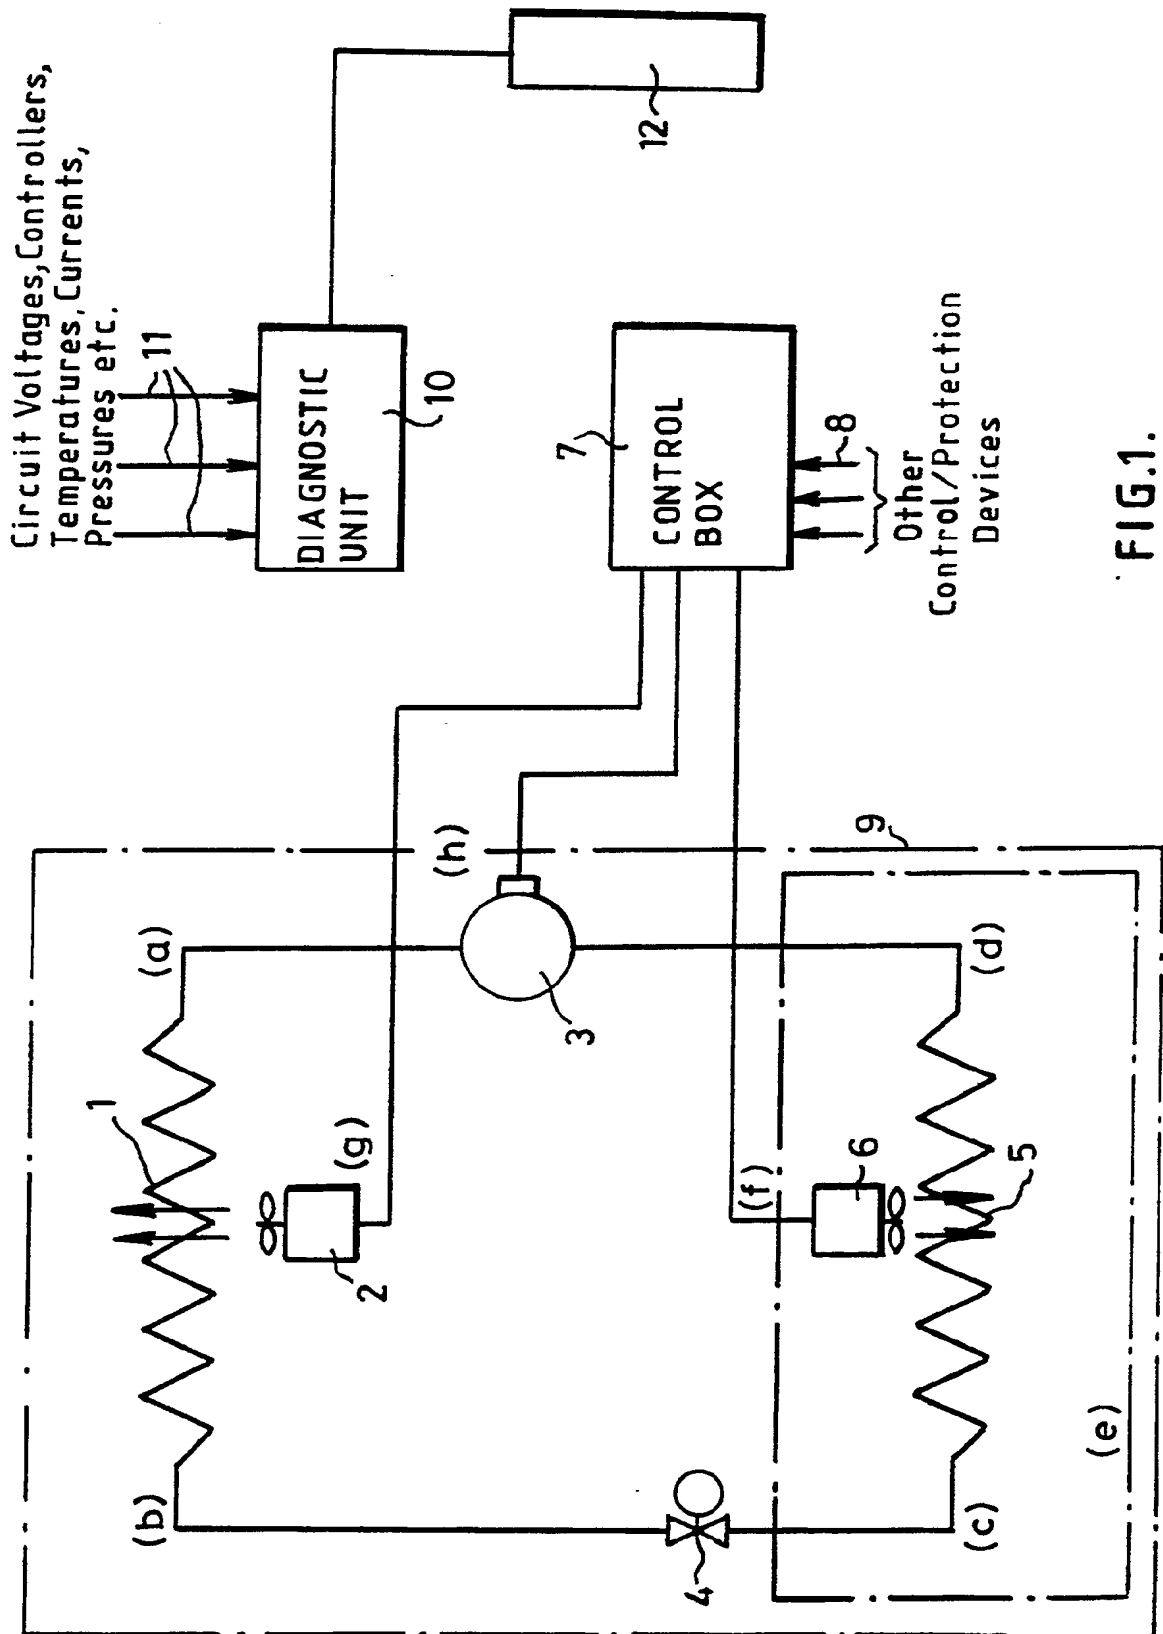 Circuit Voltages, Controllers,
Temperatures, Currents,
Pressures etc.
11
DIAGNOSTIC
UNIT
10
12
7
CONTROL
BOX
8
Other
Control/Protection
Devices
9
(h)
(a)
3
(d)
1
2
(g)
(f)
6
5
(b)
4
(c)
(e)
FIG.1.